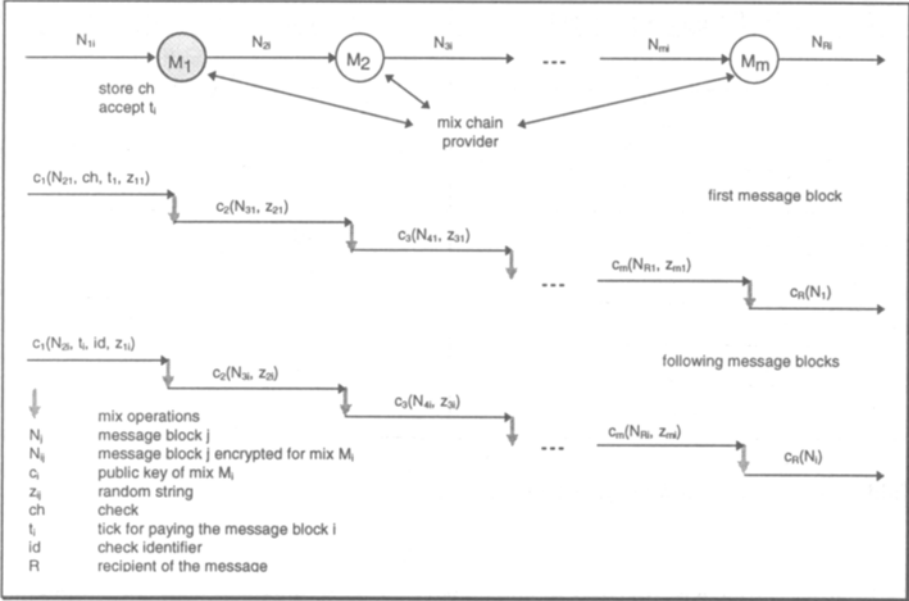 N1i N2i N3i Nmi NRi
M1 M2 ... Mm
store ch
accept ti
mix chain
provider
c1(N21, ch, t1, z11)
first message block
c2(N31, z21)
c3(N41, z31)
... cm(NR1, zm1)
cR(N1)
c1(N2i, ti, id, z1i)
following message blocks
c2(N3i, z2i)
c3(N4i, z3i)
... cm(NRi, zmi)
cR(Ni)
mix operations
Nj message block j
Nij message block j encrypted for mix Mi
ci public key of mix Mi
zij random string
ch check
ti tick for paying the message block i
id check identifier
R recipient of the message